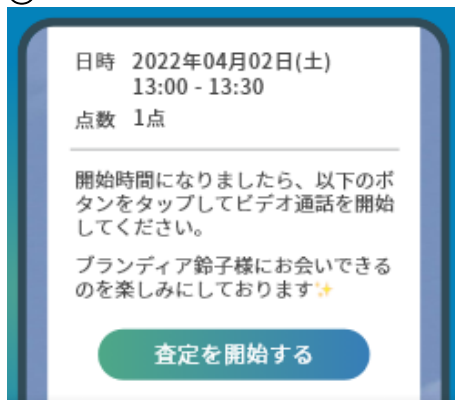 日時 2022年04月02日(土)
13:00 - 13:30
点数 1点
開始時間になりましたら、以下のボ
タンをタップしてビデオ通話を開始
してください。
ブランディア鈴子様にお会いできる
のを楽しみにしております✨
査定を開始する